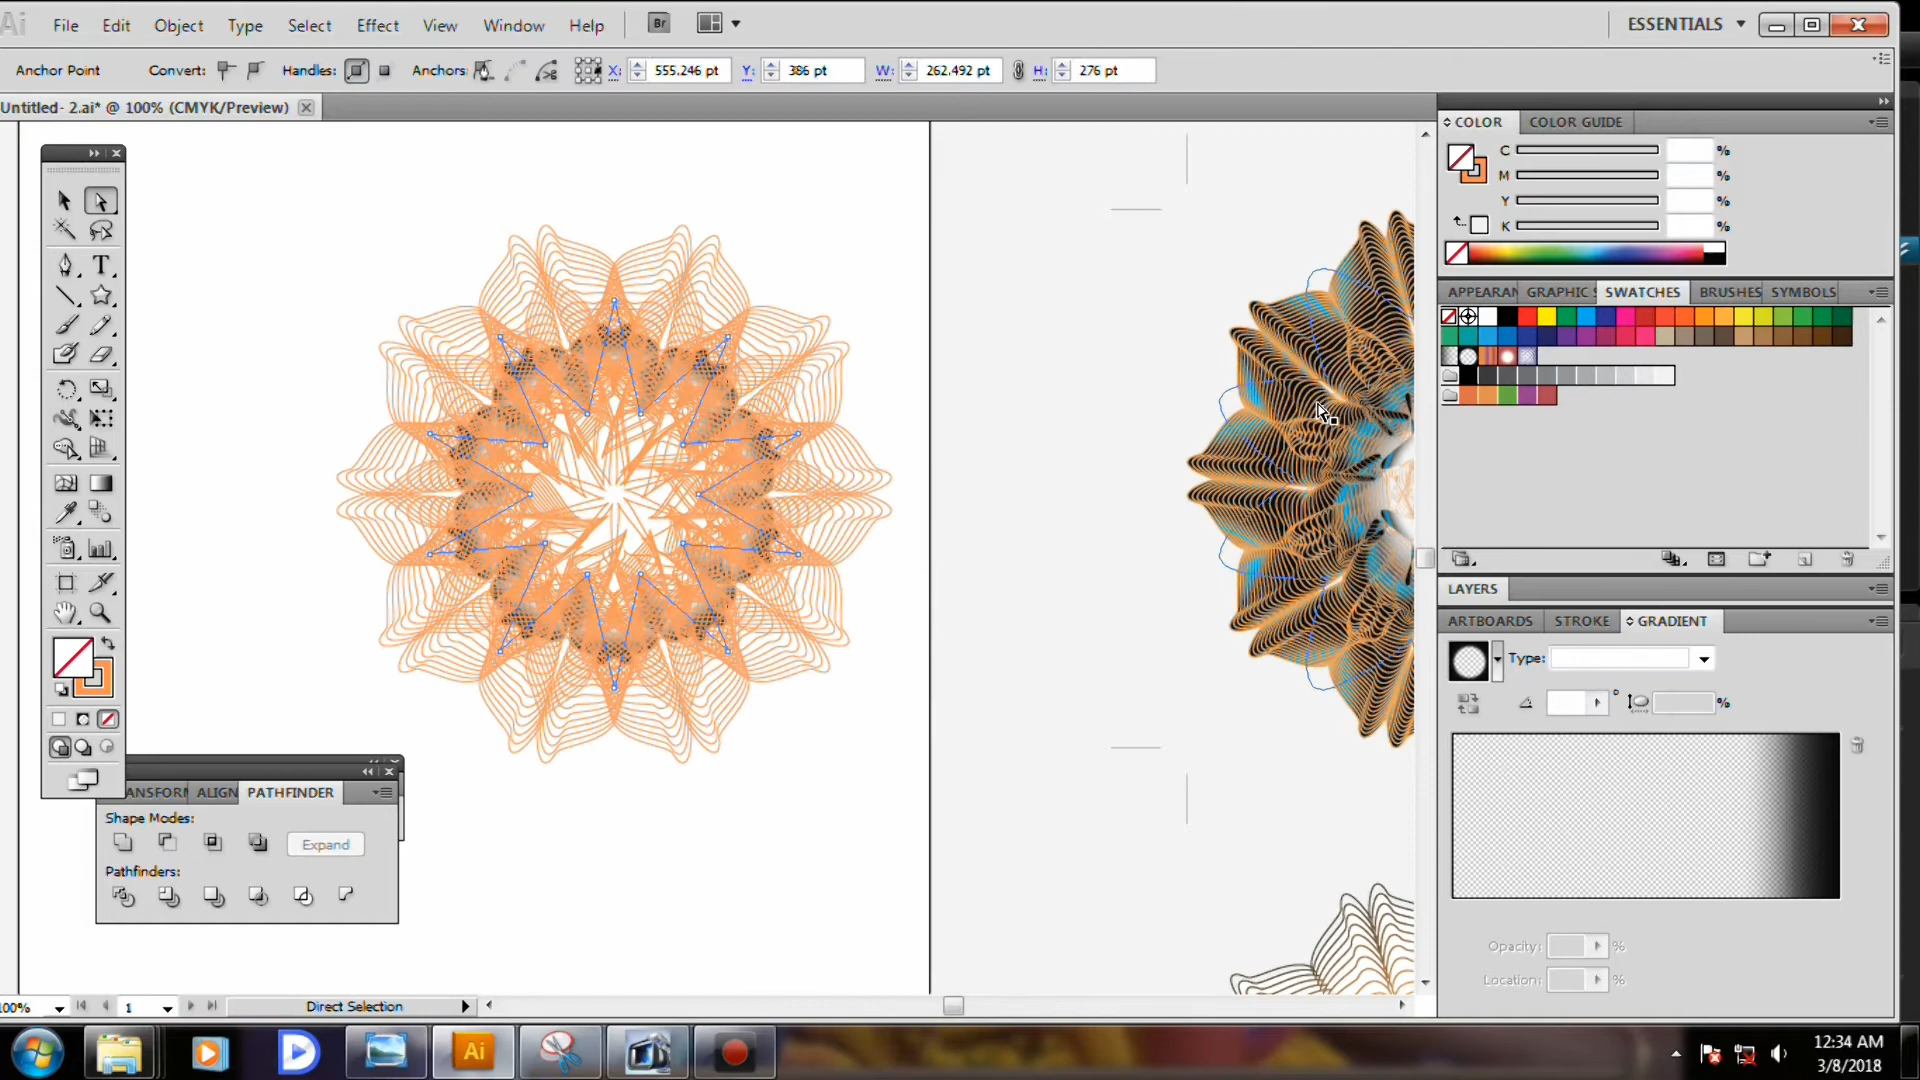 Ai File Edit Object Type Select Effect View Window Help Br ESSENTIALS
Anchor Point Convert: Handles: Anchors: X: 555.246 pt Y: 386 pt W: 262.492 pt H: 276 pt
Untitled- 2.ai* @ 100% (CMYK/Preview)
COLOR COLOR GUIDE
C %
M %
Y %
K %
APPEARAN GRAPHIC S SWATCHES BRUSHES SYMBOLS
T
LAYERS
ARTBOARDS STROKE GRADIENT
Type:
%
ANSFORM ALIGN PATHFINDER
Shape Modes:
Expand
Pathfinders:
Opacity: %
Location: %
100% 1 Direct Selection
Ai
12:34 AM
3/8/2018